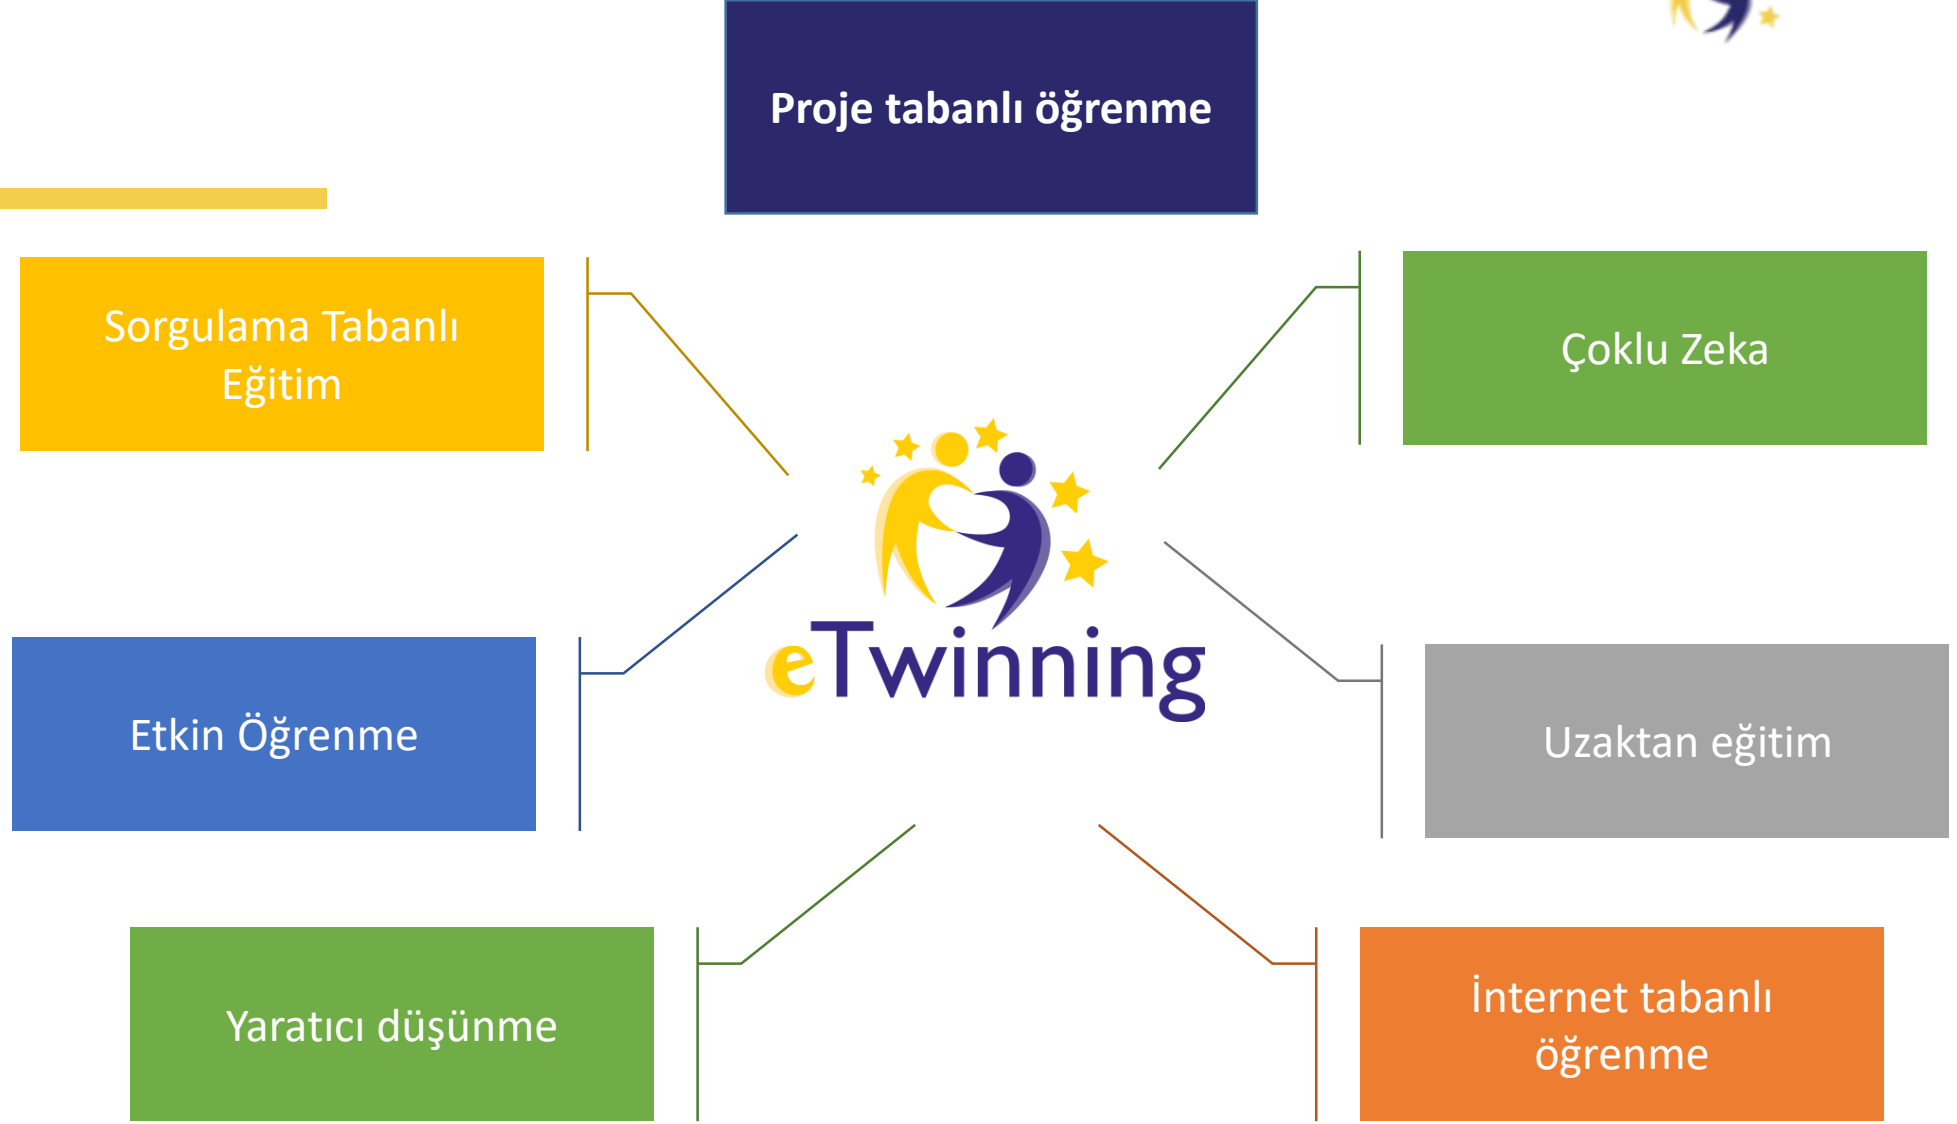 Proje tabanlı öğrenme
Sorgulama Tabanlı
Eğitim
Çoklu Zeka
eTwinning
Etkin Öğrenme
Uzaktan eğitim
Yaratıcı düşünme
İnternet tabanlı
öğrenme